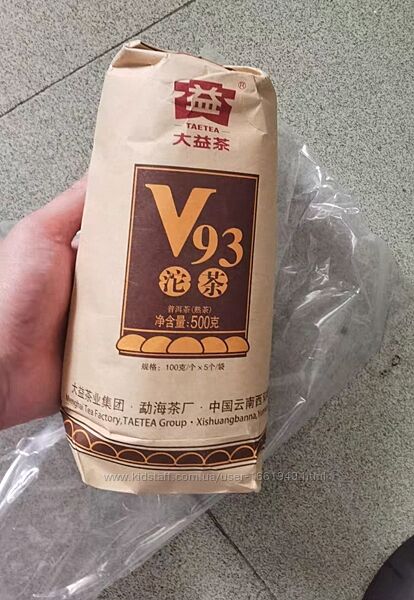 益®
TAETEA
大益茶
V93
沱茶
普洱茶(熟茶)
净含量:500克
规格: 100克/个×5个/袋
大益茶业集团·勐海茶厂·中国云南西
Menghai Tea Factory,TAETEA Group·Xishuangbanna,